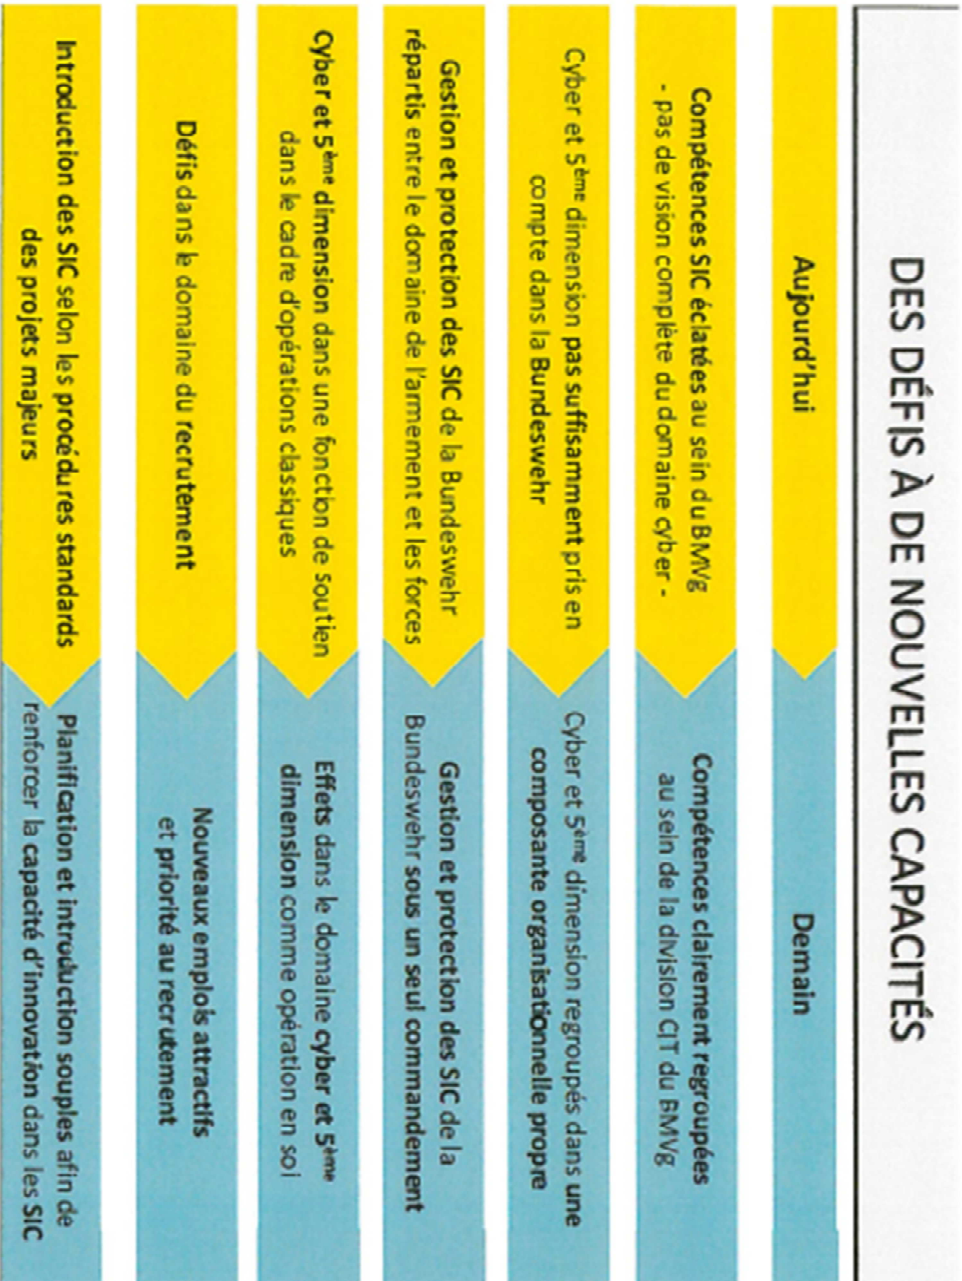 DES DÉFIS À DE NOUVELLES CAPACITÉS
Aujourd'hui
Demain
Compétences SIC éclatées au sein du BMVg
- pas de vision complète du domaine cyber -
Compétences clairement regroupées
au sein de la division CIT du BMVg
Cyber et 5ème dimension pas suffisamment pris en
compte dans la Bundeswehr
Cyber et 5ème dimension regroupés dans une
composante organisationnelle propre
Gestion et protection des SIC de la Bundeswehr
répartis entre le domaine de l'armement et les forces
Gestion et protection des SIC de la
Bundeswehr sous un seul commandement
Cyber et 5ème dimension dans une fonction de soutien
dans le cadre d'opérations classiques
Effets dans le domaine cyber et 5ème
dimension comme opération en soi
Défis dans le domaine du recrutement
Nouveaux emplois attractifs
et priorité au recrutement
Introduction des SIC selon les procédures standards
des projets majeurs
Planification et introduction souples afin de
renforcer la capacité d'innovation dans les SIC